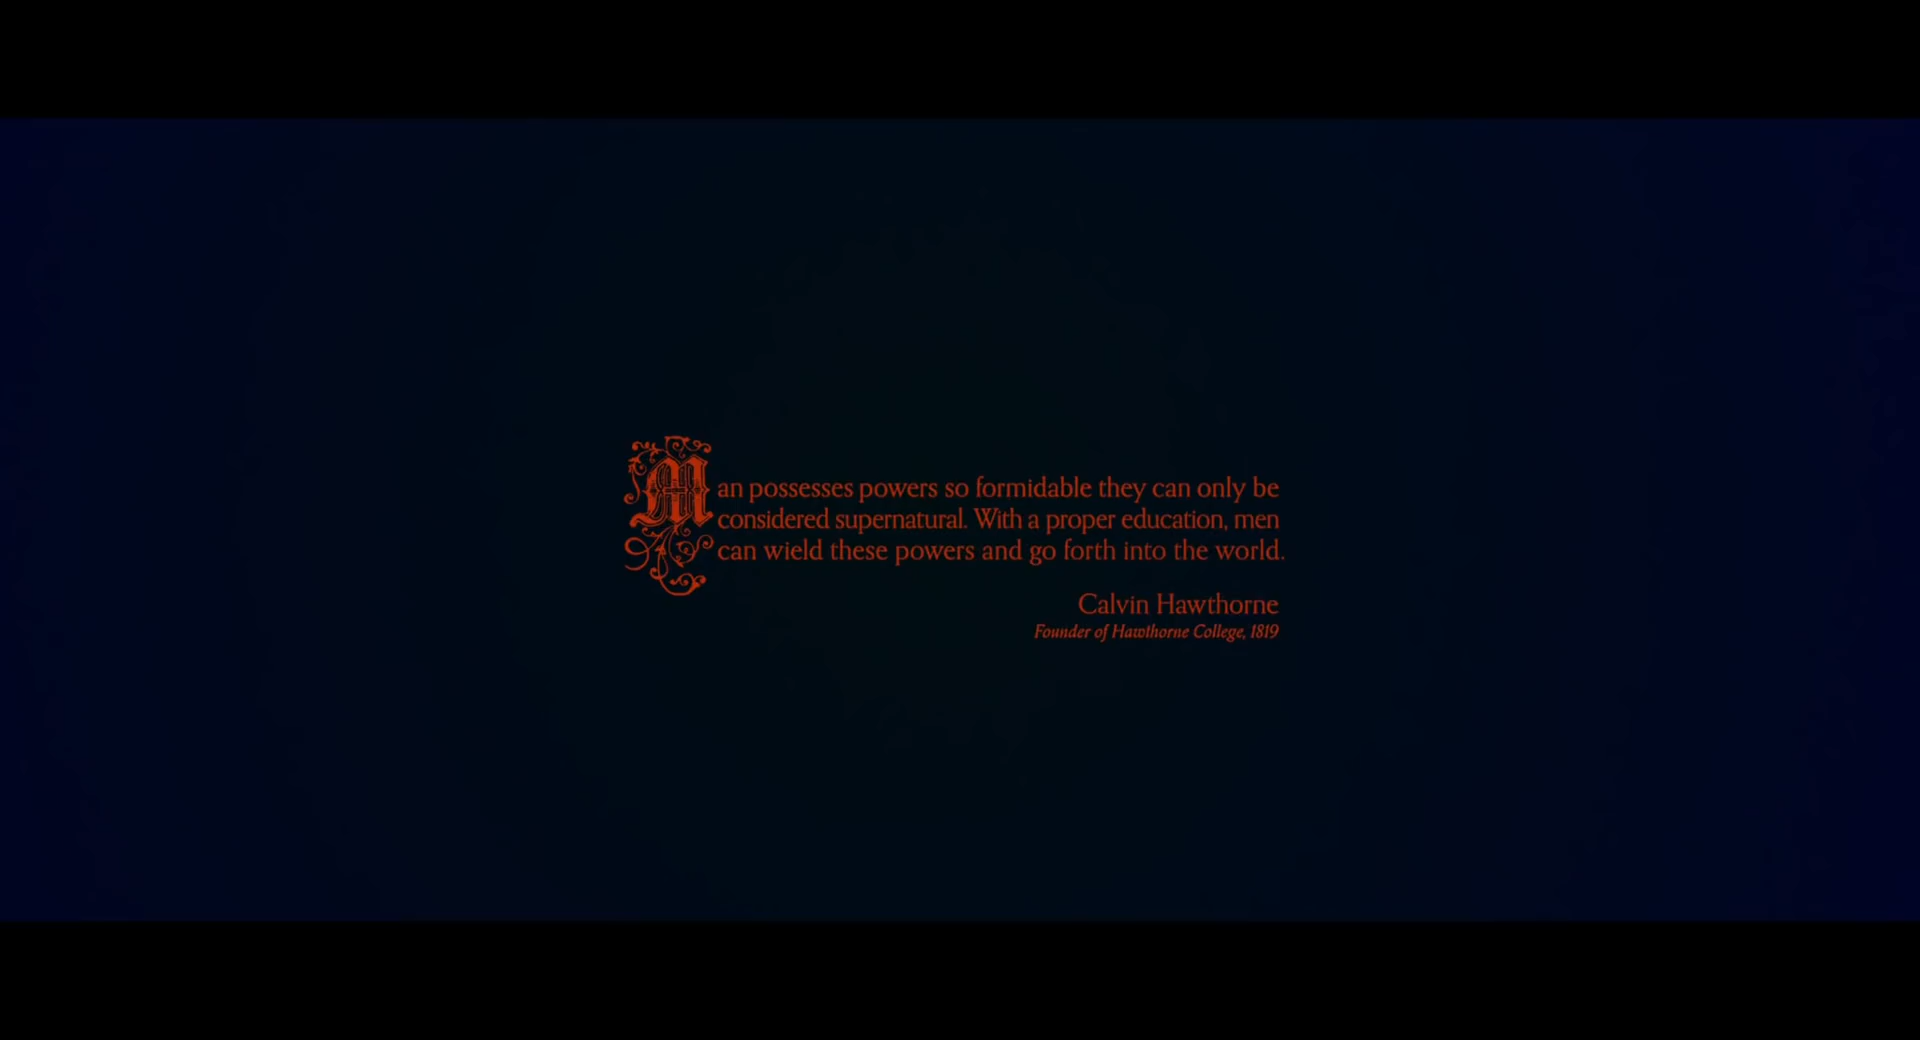 Man possesses powers so formidable they can only be
considered supernatural. With a proper education, men
can wield these powers and go forth into the world.
Calvin Hawthorne
Founder of Hawthorne College, 1819